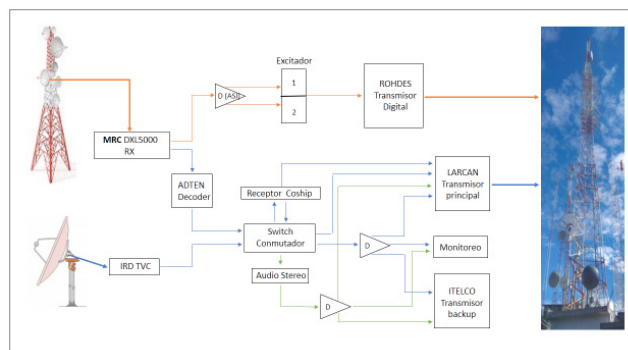 Excitador
1
2
D (ASI)
ROHDES
Transmisor
Digital
MRC DXL5000
RX
ADTEN
Decoder
Receptor Coship
LARCAN
Transmisor
principal
Switch
Conmutador
D
Monitoreo
IRD TVC
Audio Stereo
D
ITELCO
Transmisor
backup